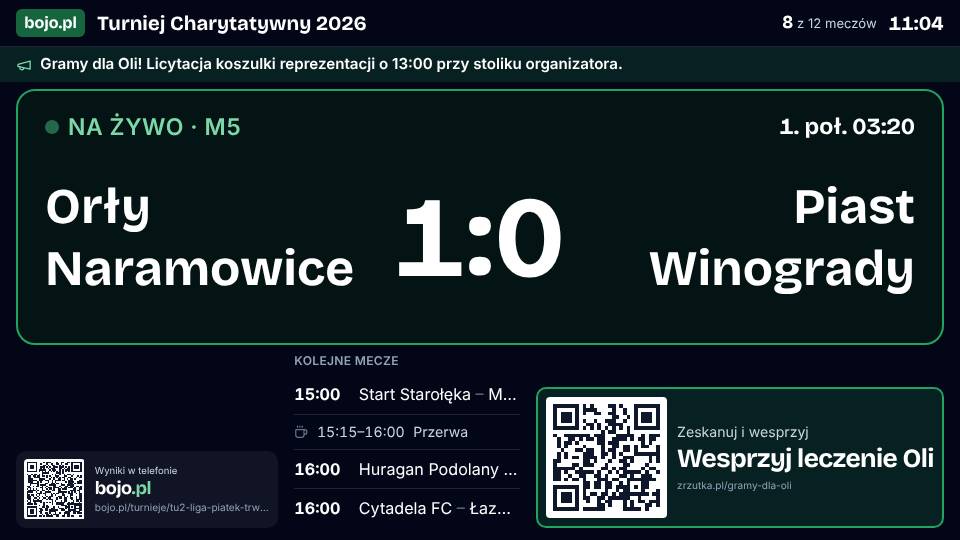 bojo.pl Turniej Charytatywny 2026 8 z 12 meczów 11:04
Gramy dla Oli! Licytacja koszulki reprezentacji o 13:00 przy stoliku organizatora.
NA ŻYWO · M5 1. poł. 03:20
Orły Naramowice 1:0 Piast Winogrady
KOLEJNE MECZE
15:00 Start Starołęka – M...
15:15–16:00 Przerwa
16:00 Huragan Podolany ...
16:00 Cytadela FC – Łaz...
Wyniki w telefonie
bojo.pl
bojo.pl/turnieje/tu2-liga-piatek-trw...
Zeskanuj i wesprzyj
Wesprzyj leczenie Oli
zrzutka.pl/gramy-dla-oli